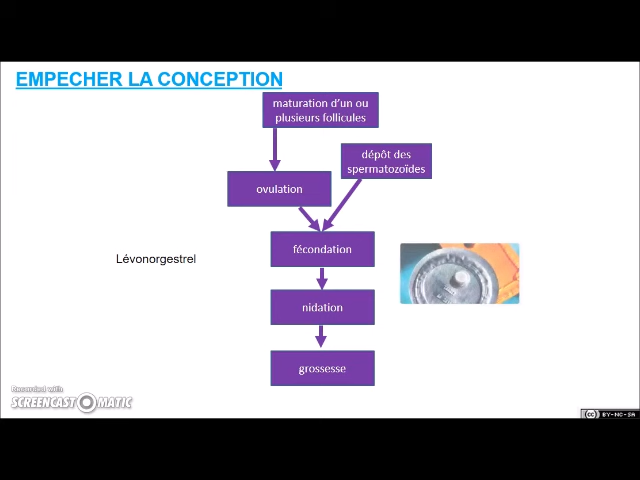 EMPECHER LA CONCEPTION
maturation d'un ou
plusieurs follicules
dépôt des
spermatozoïdes
ovulation
fécondation
Lévonorgestrel
nidation
grossesse
Recorded with
SCREENCAST MATIC
cc BY-NC-SA